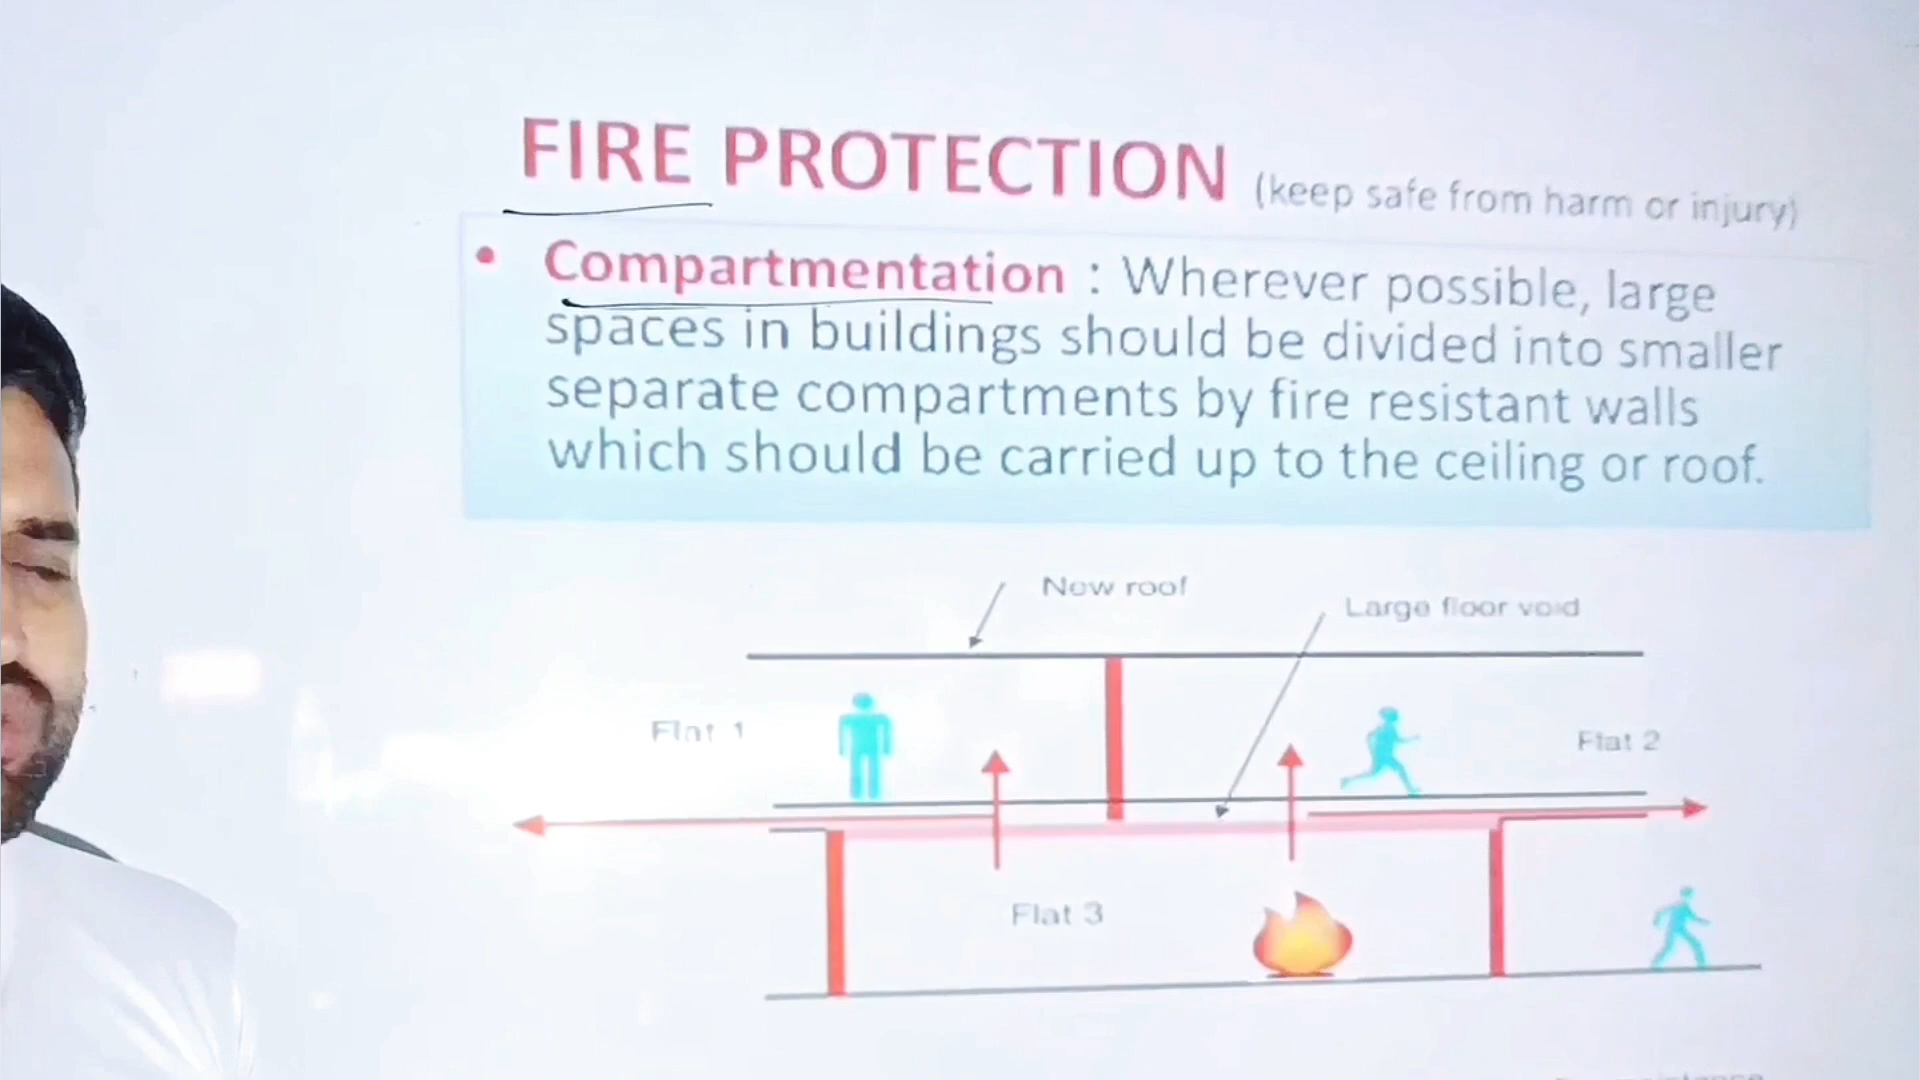 FIRE PROTECTION (keep safe from harm or injury)
• Compartmentation : Wherever possible, large
spaces in buildings should be divided into smaller
separate compartments by fire resistant walls
which should be carried up to the ceiling or roof.
New roof
Large floor void
Flat 1
Flat 2
Flat 3